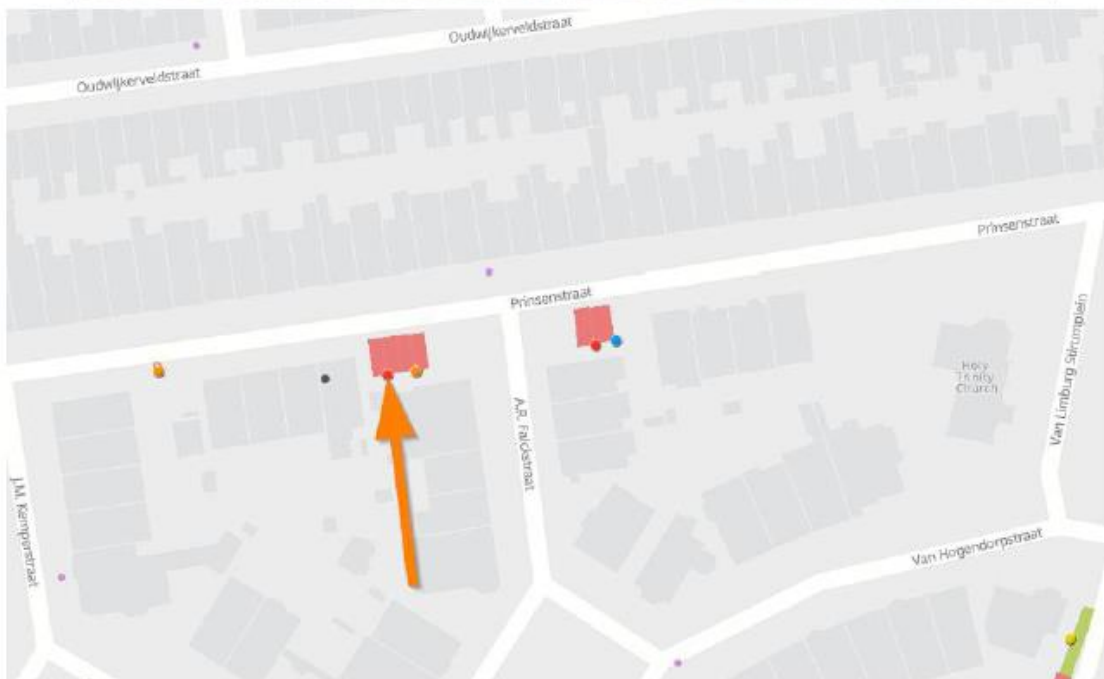 Oudwijkerveldstraat
Oudwijkerveldstraat
Prinsenstraat
Prinsenstraat
Van Limburg Stirumplein
Holy
Trinity
Church
A.R. Falckstraat
J.M. Kemperstraat
Van Hogendorpstraat